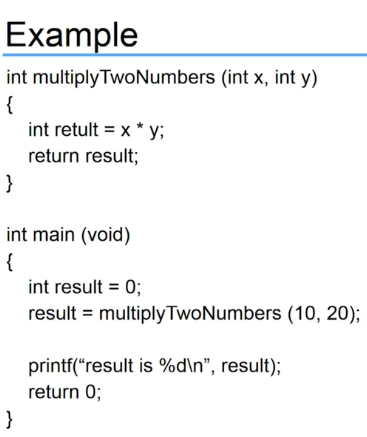 Example
int multiplyTwoNumbers (int x, int y)
{
int retult = x * y;
return result;
}
int main (void)
{
int result = 0;
result = multiplyTwoNumbers (10, 20);
printf(“result is %d\n”, result);
return 0;
}